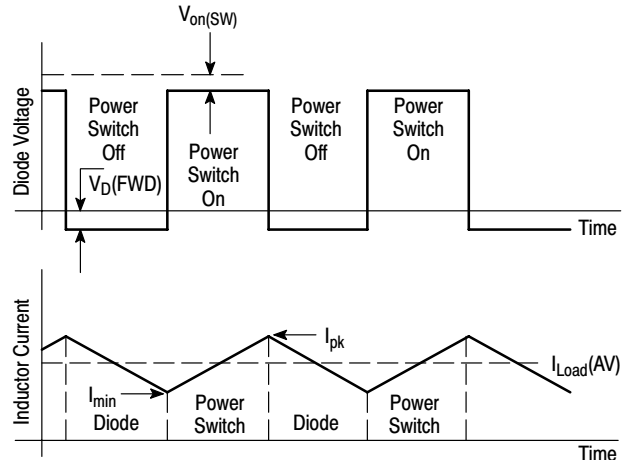 Von(SW)
Diode Voltage
Power
Switch
Off
Power
Switch
On
Power
Switch
Off
Power
Switch
On
VD(FWD)
Time
Inductor Current
Ipk
ILoad(AV)
Imin
Diode
Power
Switch
Diode
Power
Switch
Time